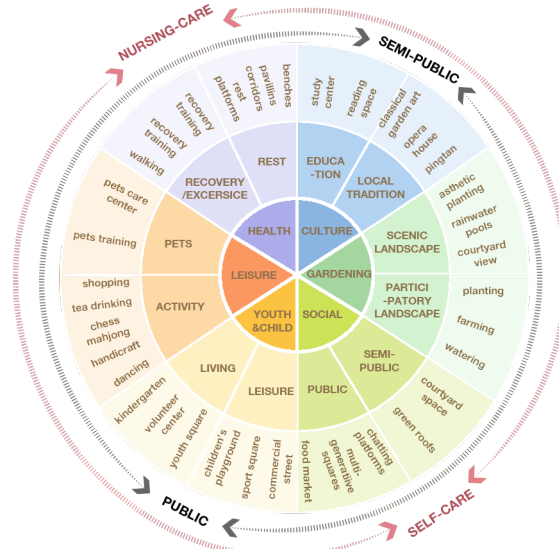 NURSING-CARE
SEMI-PUBLIC
SELF-CARE
PUBLIC
HEALTH
CULTURE
GARDENING
SOCIAL
YOUTH
&CHILD
LEISURE
REST
RECOVERY
/EXCERSICE
EDUCA
-TION
LOCAL
TRADITION
SCENIC
LANDSCAPE
PARTICI
-PATORY
LANDSCAPE
SEMI-
PUBLIC
PUBLIC
LEISURE
LIVING
ACTIVITY
PETS
walking
recovery
training
recovery
training
rest
platforms
corridors
pavillins
benches
study
center
reading
space
classical
garden art
opera
house
pingtan
asthetic
planting
rainwater
pools
courtyard
view
planting
farming
watering
courtyard
space
green roofs
chatting
platforms
multi-
generative
squares
food market
commercial
street
sport square
children's
playground
youth square
volunteer
center
kindergarten
dancing
handicraft
chess
mahjong
tea drinking
shopping
pets training
pets care
center